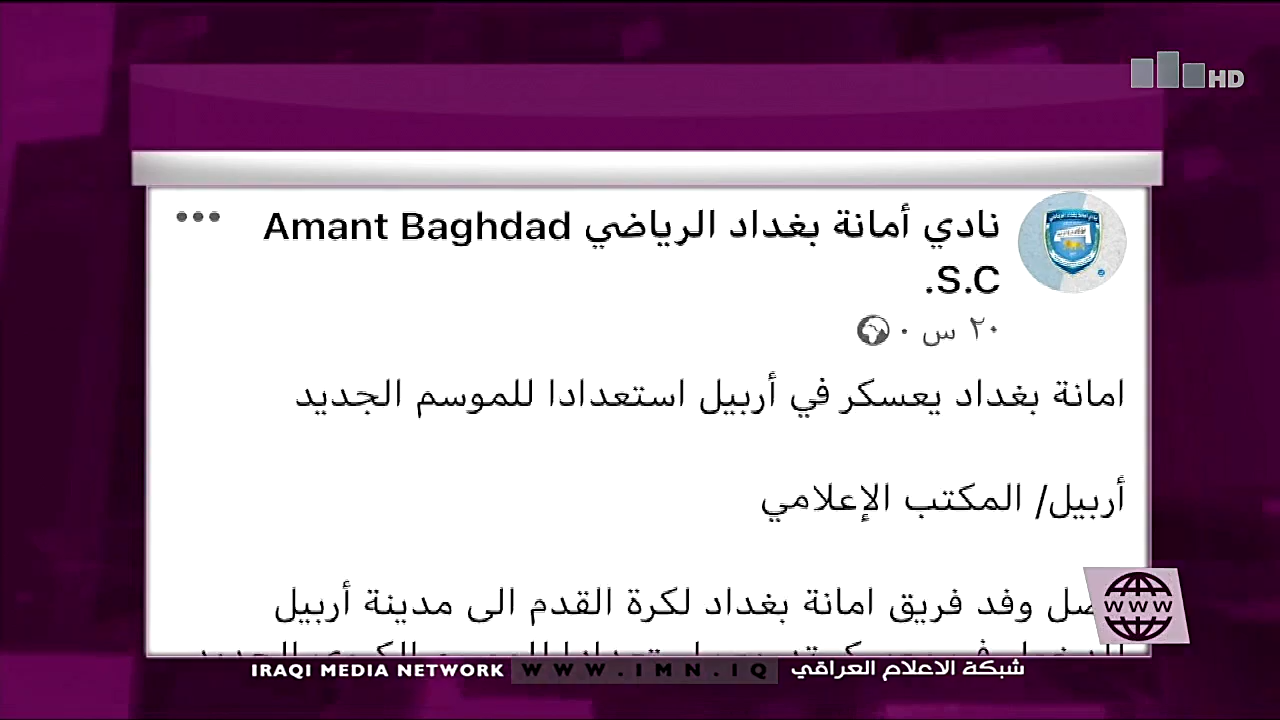 HD
نادي أمانة بغداد الرياضي Amant Baghdad
S.C.
٢٠ س ·
امانة بغداد يعسكر في أربيل استعدادا للموسم الجديد
أربيل/ المكتب الإعلامي
وفد فريق امانة بغداد لكرة القدم الى مدينة أربيل
WWW
IRAQI MEDIA NETWORK WWW.IMN.IQ شبكة الاعلام العراقي